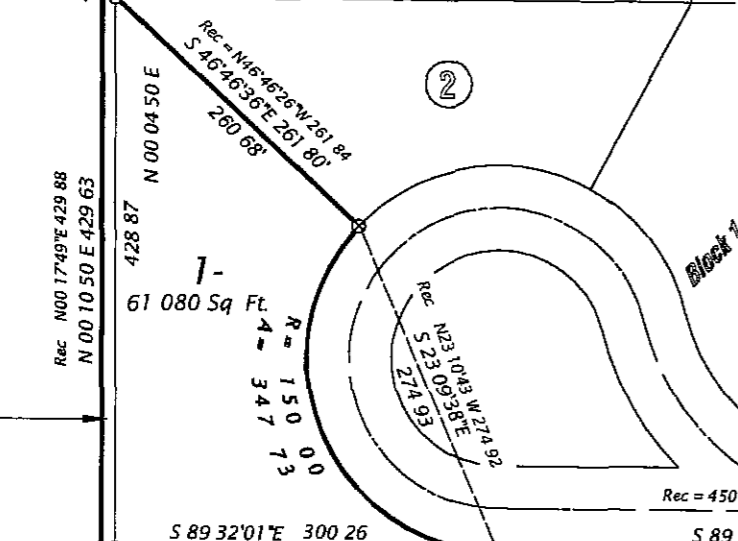 Rec = N46°46'26"W 261 84
S 46°46'36"E 261 80'
260 68'
2
N 00 04 50 E
428 87
Rec N00 17'49"E 429 88
N 00 10 50 E 429 63
1-
61 080 Sq Ft.
R = 150 00
A = 347 73
Rec N23 10'43 W 274 92
S 23 09'38"E
274 93
Block
Rec = 450
S 89 32'01"E 300 26
S 89